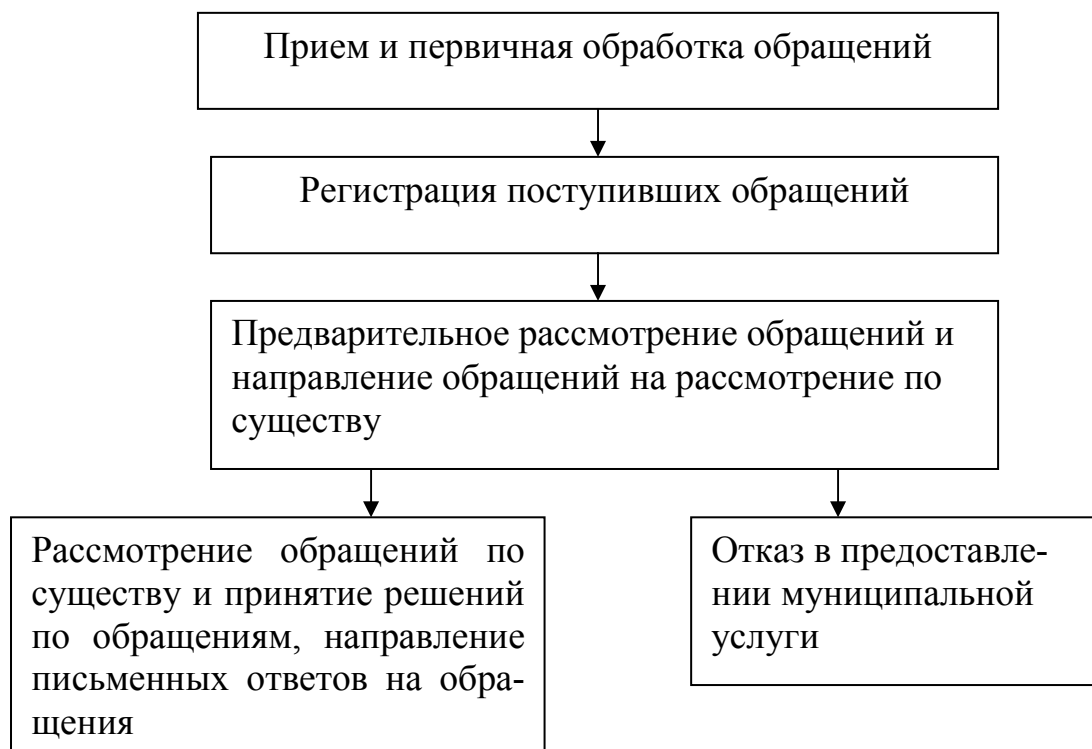 Прием и первичная обработка обращений
Регистрация поступивших обращений
Предварительное рассмотрение обращений и
направление обращений на рассмотрение по
существу
Рассмотрение обращений по
существу и принятие решений
по обращениям, направление
письменных ответов на обра-
щения
Отказ в предоставле-
нии муниципальной
услуги